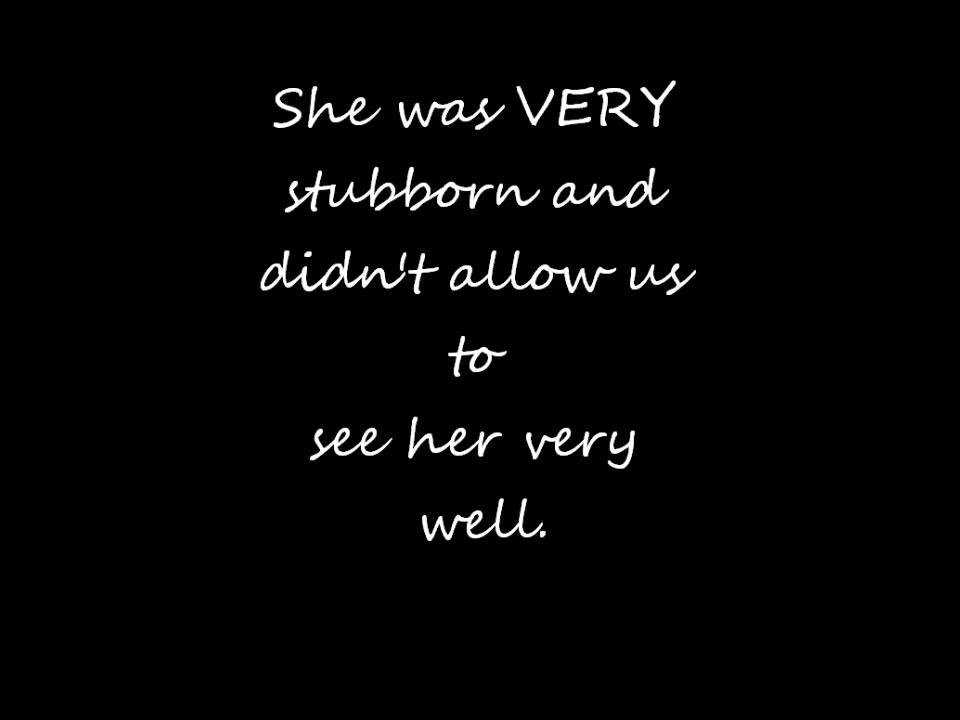 She was VERY
stubborn and
didn't allow us
to
see her very
well.